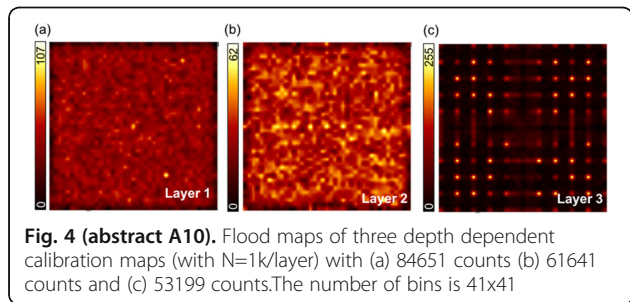 (a)
(b)
(c)
107
0
Layer 1
62
0
Layer 2
255
0
Layer 3
Fig. 4 (abstract A10). Flood maps of three depth dependent
calibration maps (with N=1k/layer) with (a) 84651 counts (b) 61641
counts and (c) 53199 counts.The number of bins is 41x41